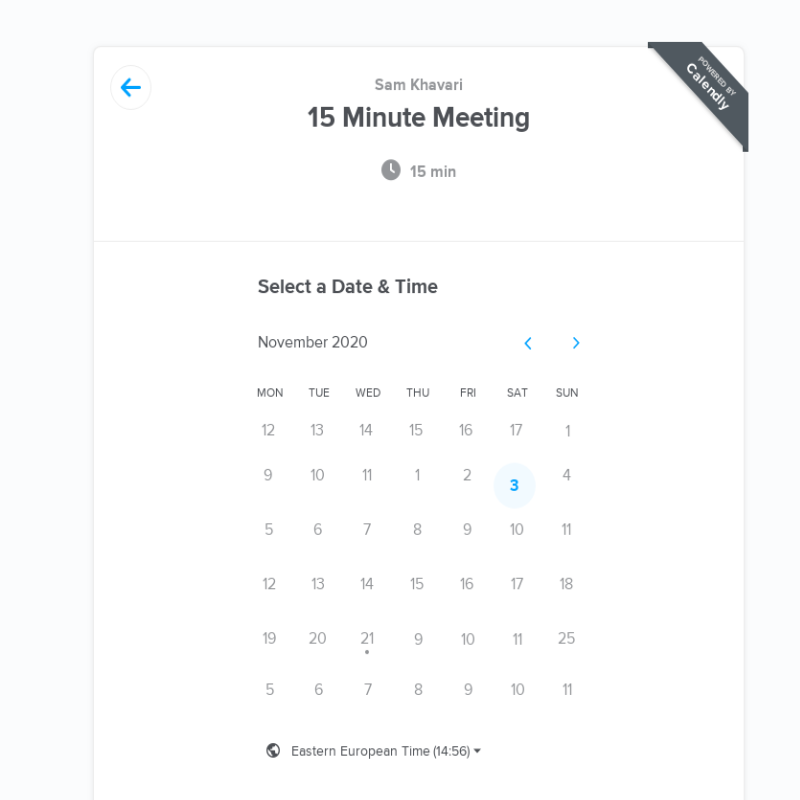 POWERED BY
Calendly
Sam Khavari
15 Minute Meeting
15 min
Select a Date & Time
November 2020
MON TUE WED THU FRI SAT SUN
12 13 14 15 16 17 1
9 10 11 1 2 3 4
5 6 7 8 9 10 11
12 13 14 15 16 17 18
19 20 21 9 10 11 25
5 6 7 8 9 10 11
Eastern European Time (14:56)